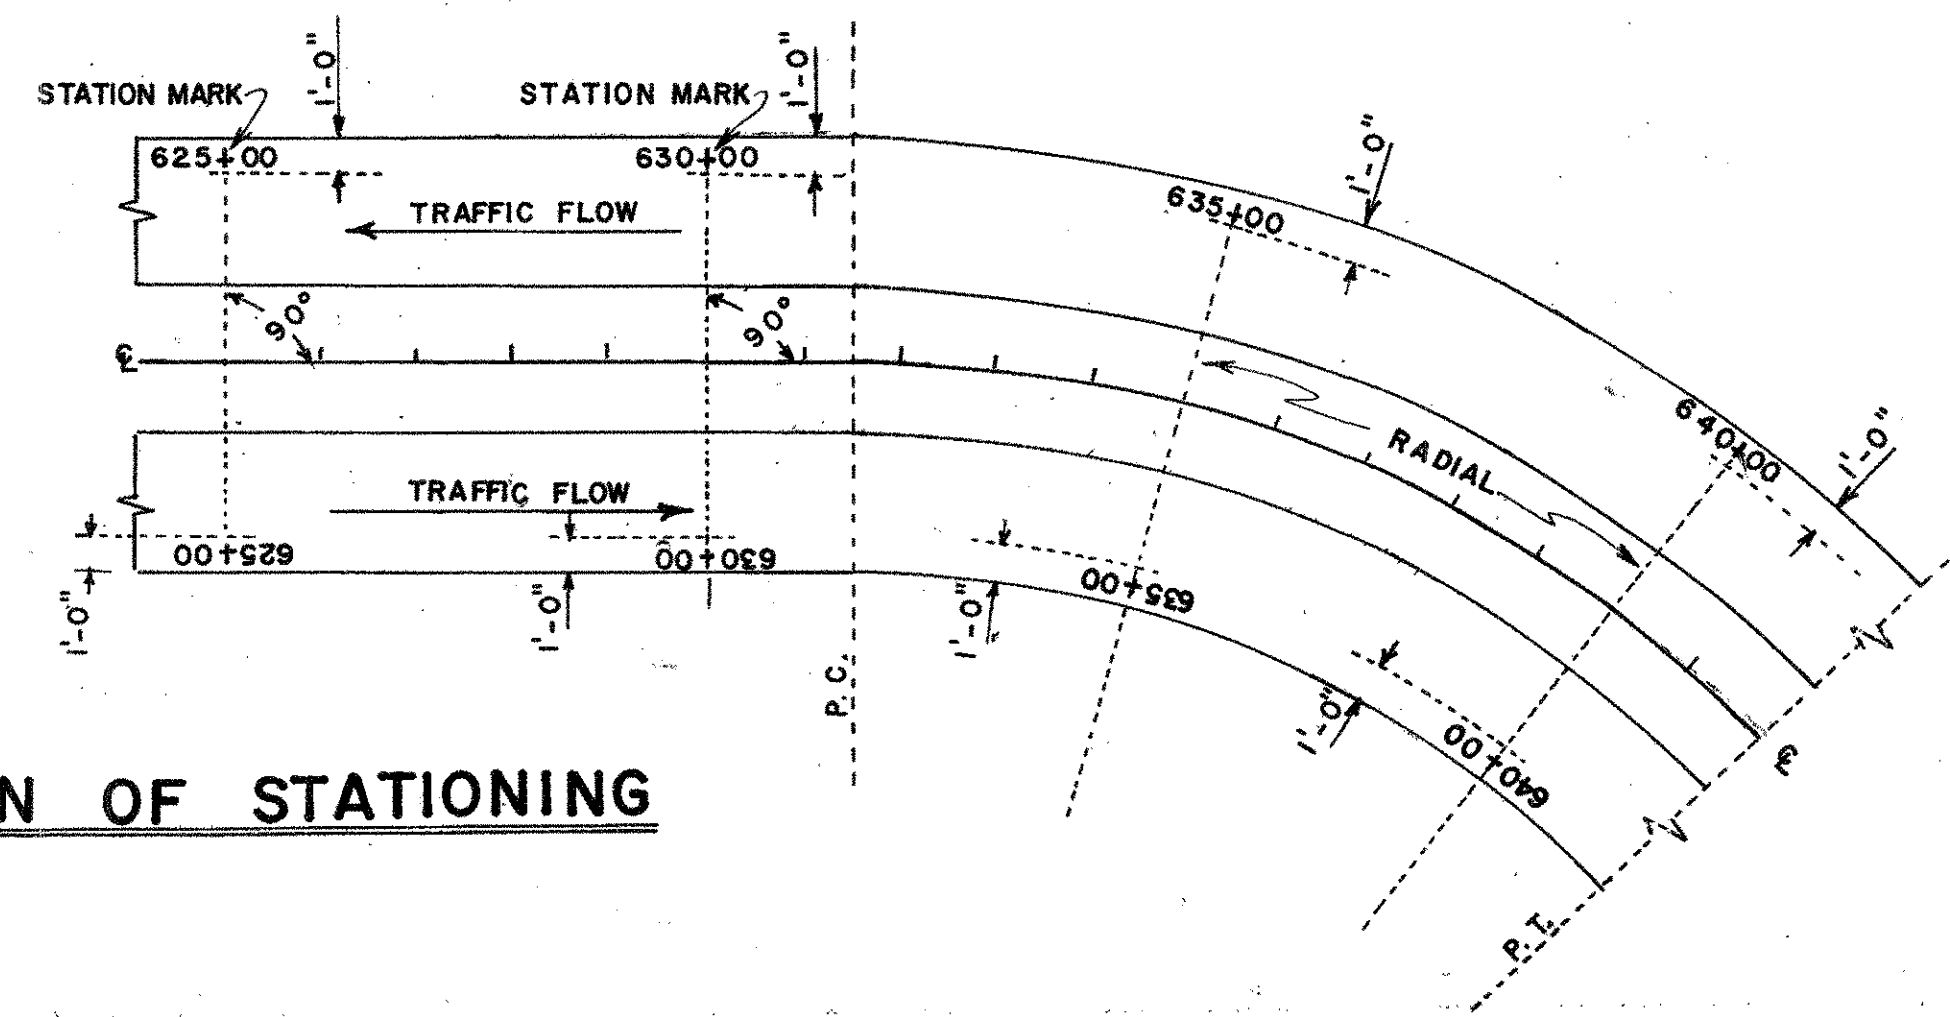 1'-0"
1'-0"
STATION MARK
STATION MARK
1'-0"
625+00
630+00
635+00
TRAFFIC FLOW
90°
90°
℄
RADIAL
640+00
1'-0"
TRAFFIC FLOW
625+00
630+00
635+00
1'-0"
1'-0"
1'-0"
P. C.
1'-0"
640+00
℄
N OF STATIONING
P. T.